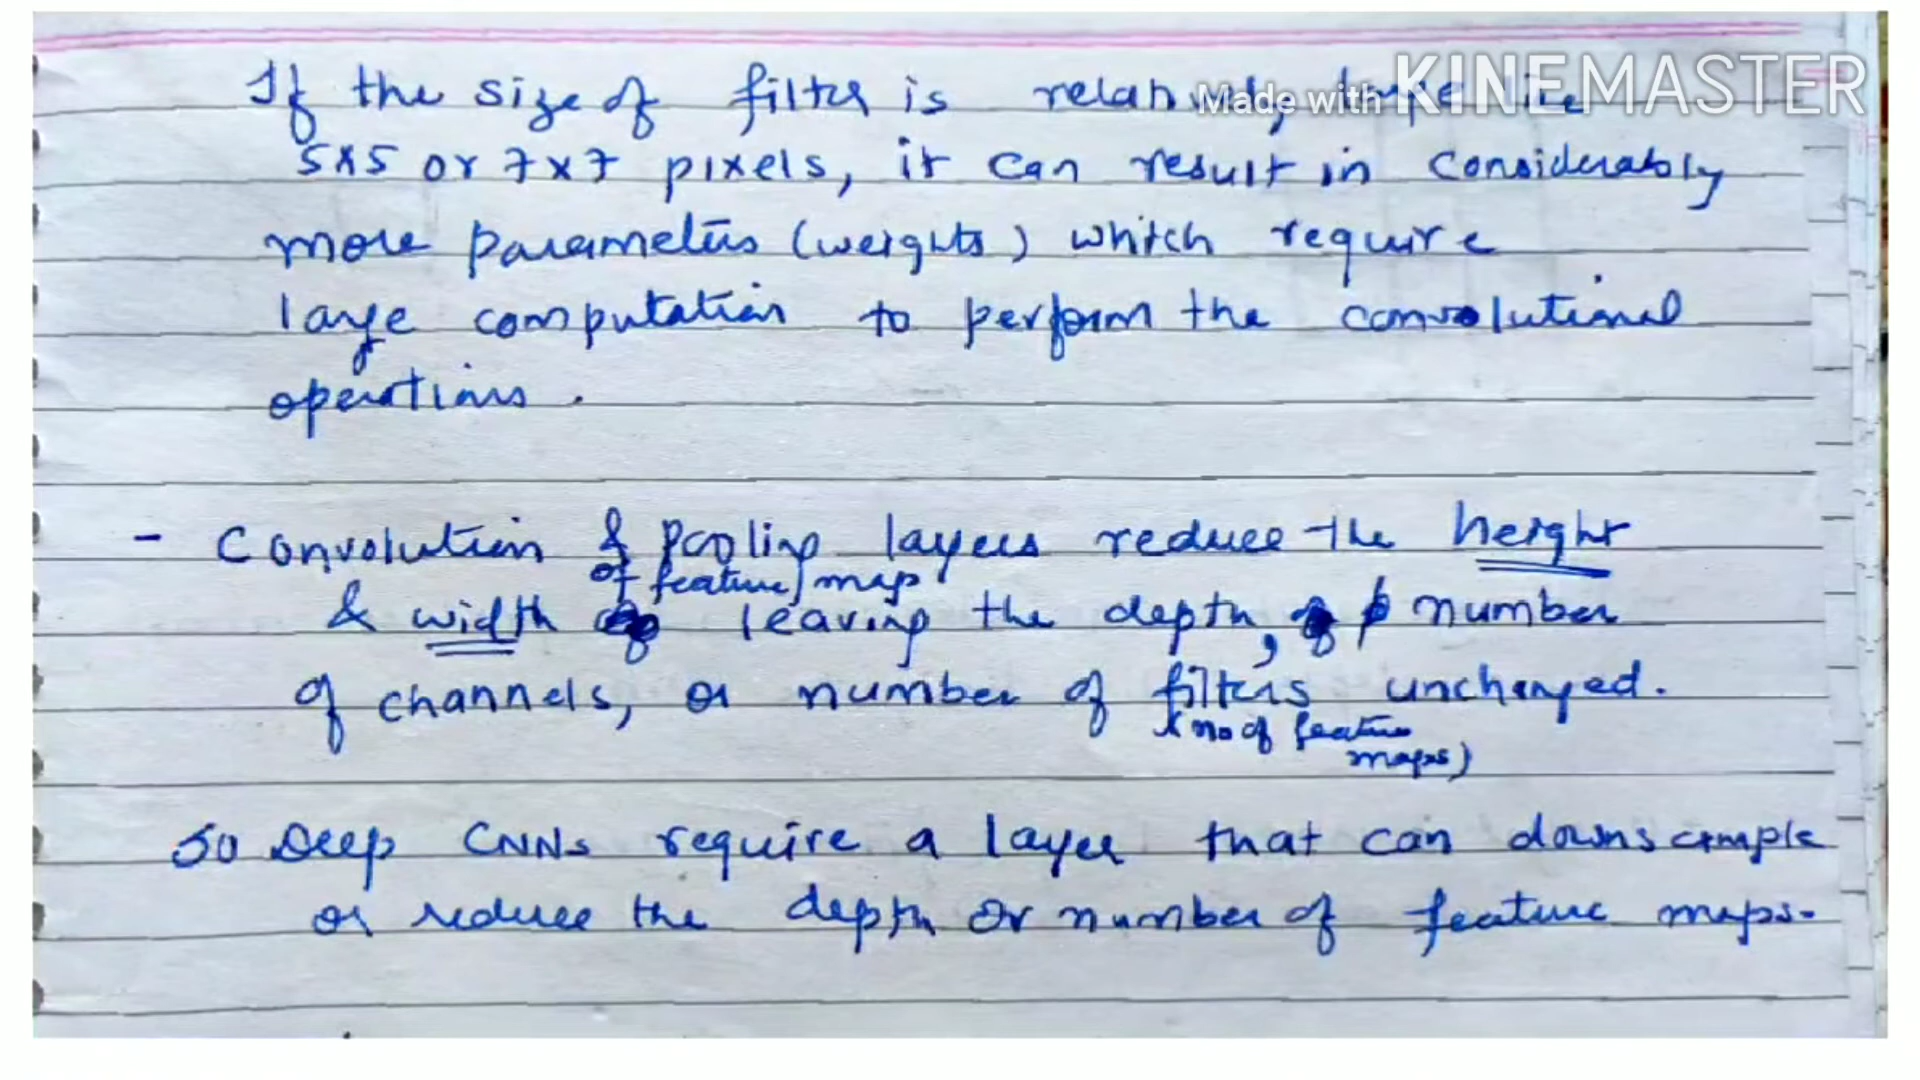 If the size of filter is relatively large like
Made with KINEMASTER
5x5 or 7x7 pixels, it can result in considerably
more parameters (weights) which require
large computation to perform the convolutional
operations.
- Convolution & pooling layers reduce the height
of feature map
& width leaving the depth, number
of channels, or number of filters unchanged.
(no of feature
maps)
So Deep CNNs require a layer that can downsample
or reduce the depth or number of feature maps.